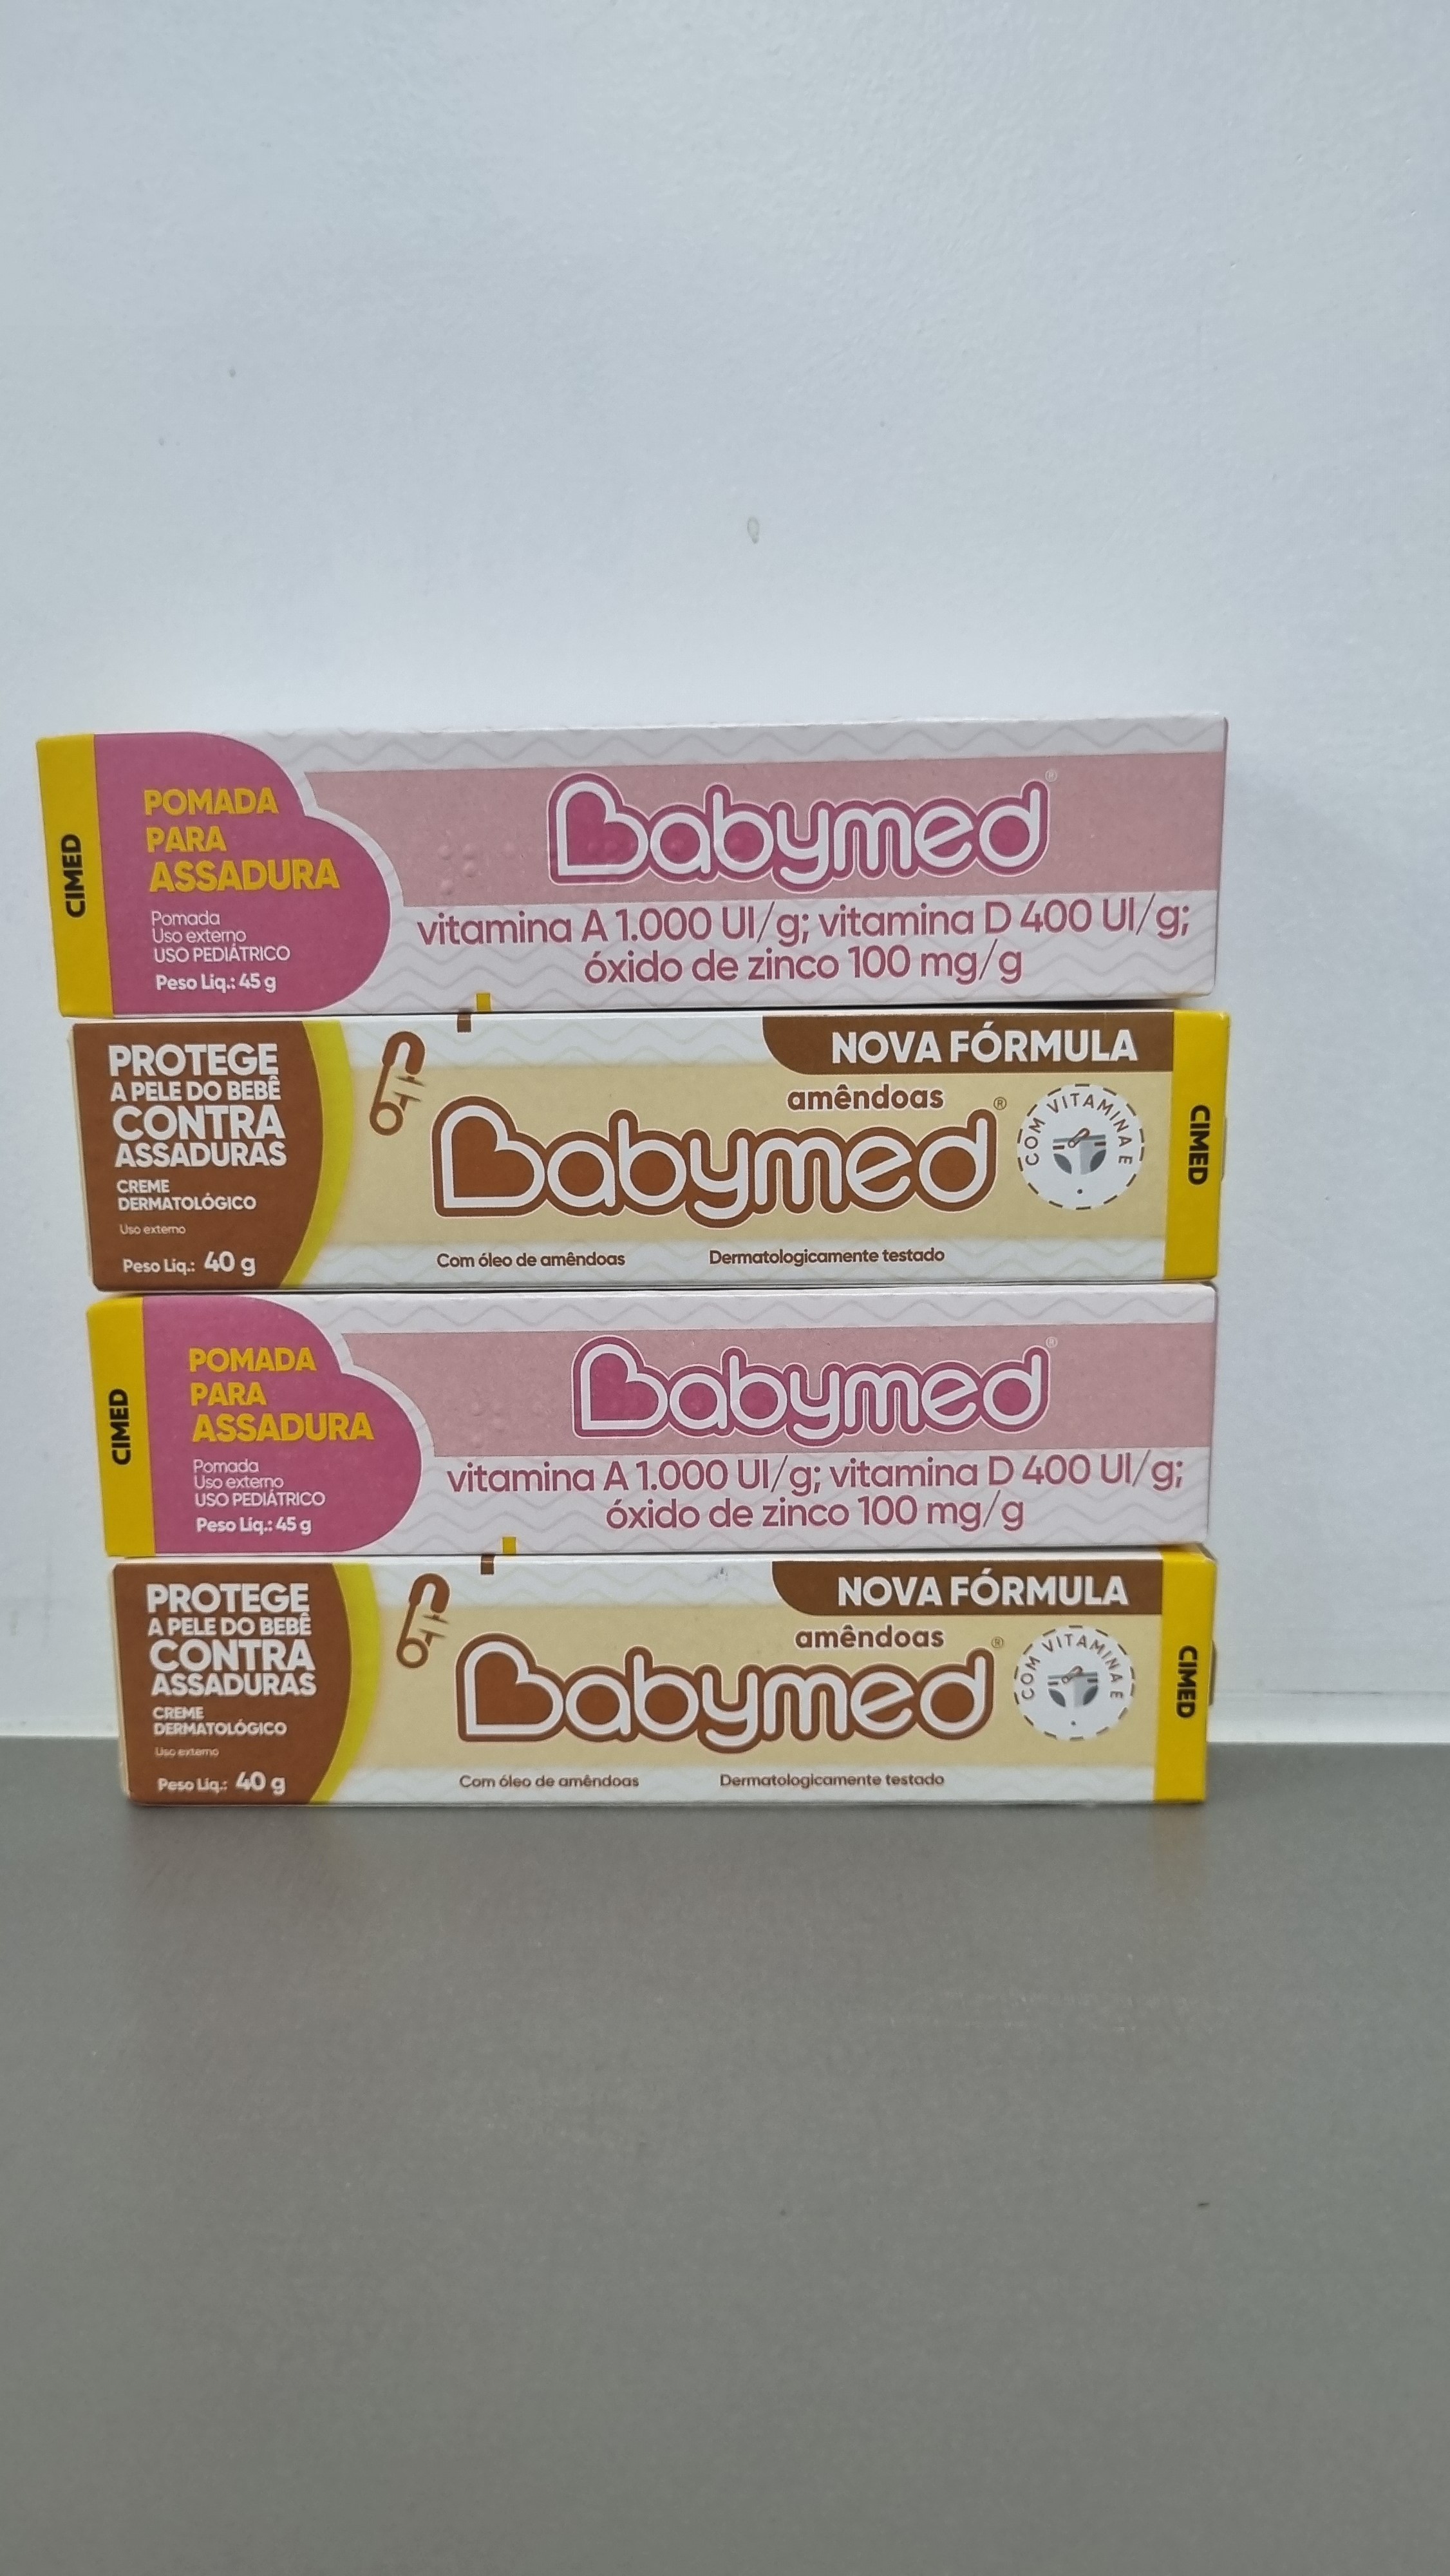 CIMED
POMADA
PARA
ASSADURA
Pomada
Uso externo
USO PEDIÁTRICO
Peso Líq.: 45 g
Babymed®
vitamina A 1.000 UI/g; vitamina D 400 UI/g;
óxido de zinco 100 mg/g
PROTEGE
A PELE DO BEBÊ
CONTRA
ASSADURAS
CREME
DERMATOLÓGICO
Uso externo
Peso Líq.: 40 g
NOVA FÓRMULA
amêndoas
Babymed®
COM VITAMINA E
Com óleo de amêndoas
Dermatologicamente testado
CIMED
CIMED
POMADA
PARA
ASSADURA
Pomada
Uso externo
USO PEDIÁTRICO
Peso Líq.: 45 g
Babymed®
vitamina A 1.000 UI/g; vitamina D 400 UI/g;
óxido de zinco 100 mg/g
PROTEGE
A PELE DO BEBÊ
CONTRA
ASSADURAS
CREME
DERMATOLÓGICO
Uso externo
Peso Líq.: 40 g
NOVA FÓRMULA
amêndoas
Babymed®
COM VITAMINA E
Com óleo de amêndoas
Dermatologicamente testado
CIMED